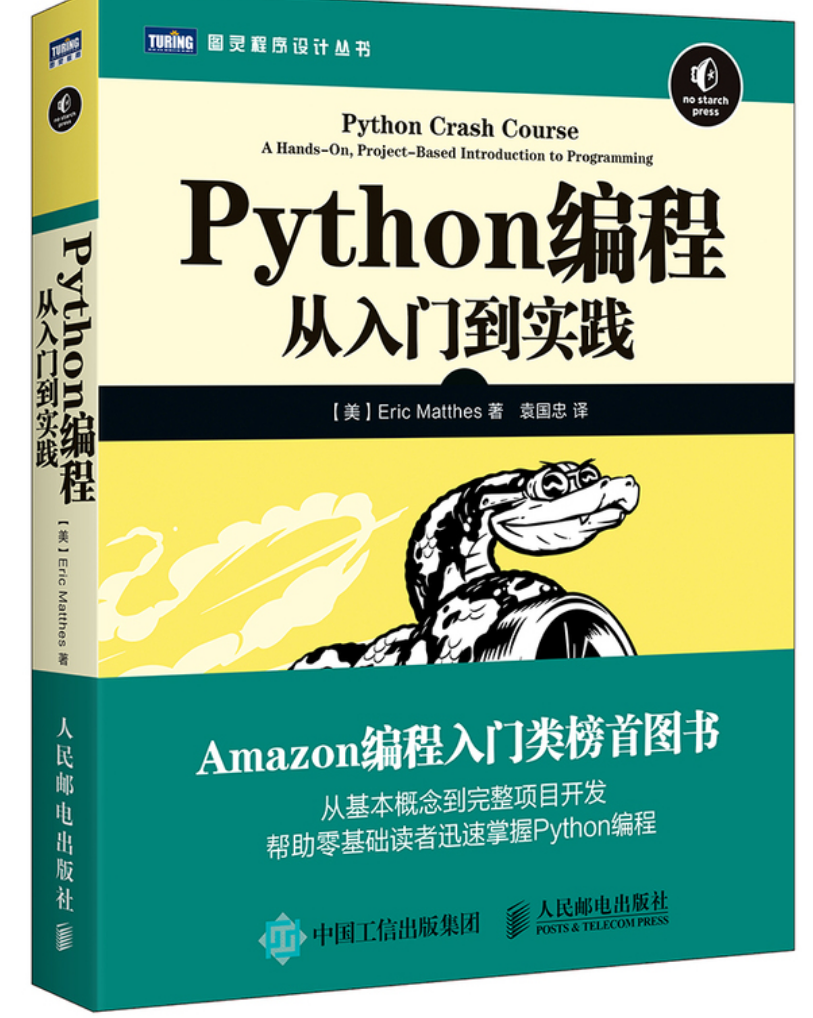 TURING
图灵程序设计丛书
no starch
press
Python Crash Course
A Hands-On, Project-Based Introduction to Programming
Python编程
从入门到实践
【美】Eric Matthes 著 袁国忠 译
Amazon编程入门类榜首图书
从基本概念到完整项目开发
帮助零基础读者迅速掌握Python编程
中国工信出版集团
人民邮电出版社
POSTS & TELECOM PRESS
TURING
no starch
press
Python编程
从入门到实践
【美】Eric Matthes 著
人民邮电出版社